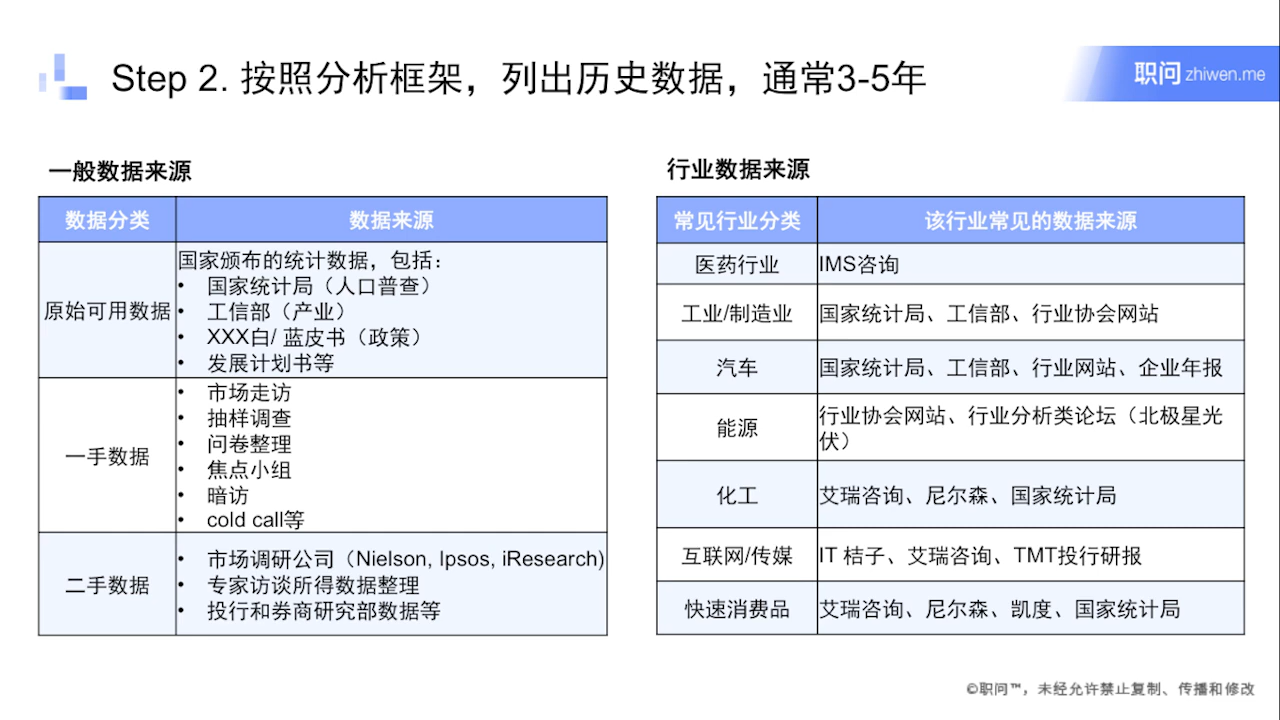 Step 2. 按照分析框架，列出历史数据，通常3-5年
职问 zhiwen.me
一般数据来源
数据分类
数据来源
原始可用数据
国家颁布的统计数据，包括：
• 国家统计局（人口普查）
• 工信部（产业）
• XXX白/ 蓝皮书（政策）
• 发展计划书等
一手数据
• 市场走访
• 抽样调查
• 问卷整理
• 焦点小组
• 暗访
• cold call等
二手数据
• 市场调研公司（Nielson, Ipsos, iResearch)
• 专家访谈所得数据整理
• 投行和券商研究部数据等
行业数据来源
常见行业分类
该行业常见的数据来源
医药行业
IMS咨询
工业/制造业
国家统计局、工信部、行业协会网站
汽车
国家统计局、工信部、行业网站、企业年报
能源
行业协会网站、行业分析类论坛（北极星光
伏）
化工
艾瑞咨询、尼尔森、国家统计局
互联网/传媒
IT 桔子、艾瑞咨询、TMT投行研报
快速消费品
艾瑞咨询、尼尔森、凯度、国家统计局
©职问™，未经允许禁止复制、传播和修改